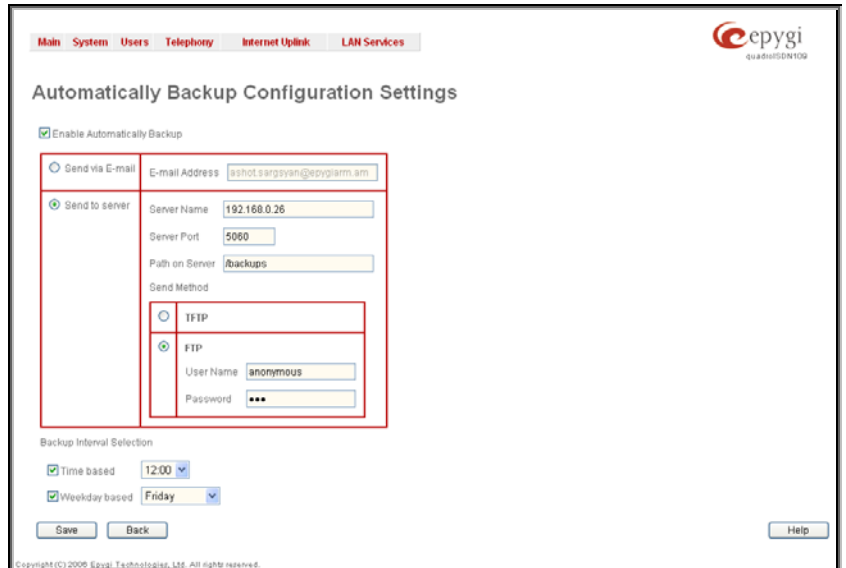 Main System Users Telephony Internet Uplink LAN Services
epygi
quadroISDN109
Automatically Backup Configuration Settings
Enable Automatically Backup
Send via E-mail E-mail Address ashot.sargsyan@epygiarm.am
Send to server Server Name 192.168.0.26
Server Port 5060
Path on Server /backups
Send Method
TFTP
FTP
User Name anonymous
Password •••
Backup Interval Selection
Time based 12:00
Weekday based Friday
Save Back Help
Copyright (C) 2006 Epygi Technologies, Ltd. All rights reserved.